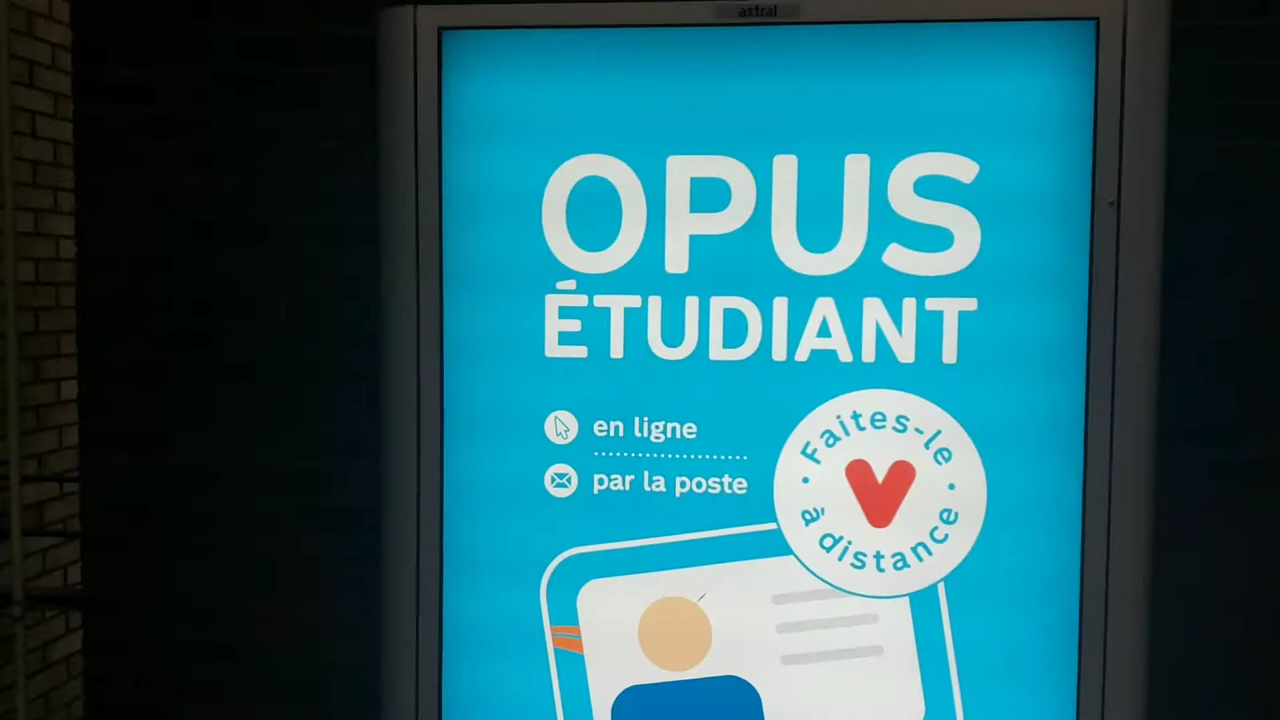 astral
OPUS
ÉTUDIANT
en ligne
par la poste
Faites-le
à distance